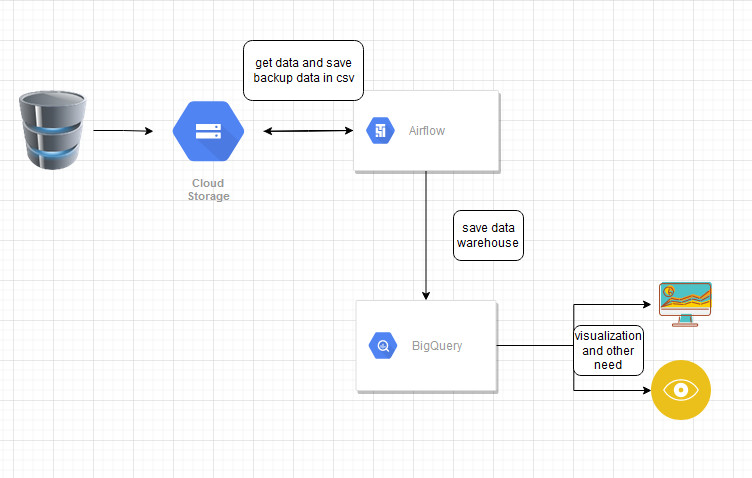 get data and save
backup data in csv
Airflow
Cloud
Storage
save data
warehouse
BigQuery
visualization
and other
need